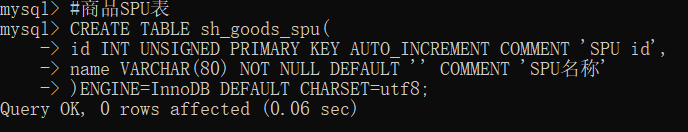 mysql> #商品SPU表
mysql> CREATE TABLE sh_goods_spu(
    -> id INT UNSIGNED PRIMARY KEY AUTO_INCREMENT COMMENT 'SPU id',
    -> name VARCHAR(80) NOT NULL DEFAULT '' COMMENT 'SPU名称'
    -> )ENGINE=InnoDB DEFAULT CHARSET=utf8;
Query OK, 0 rows affected (0.06 sec)